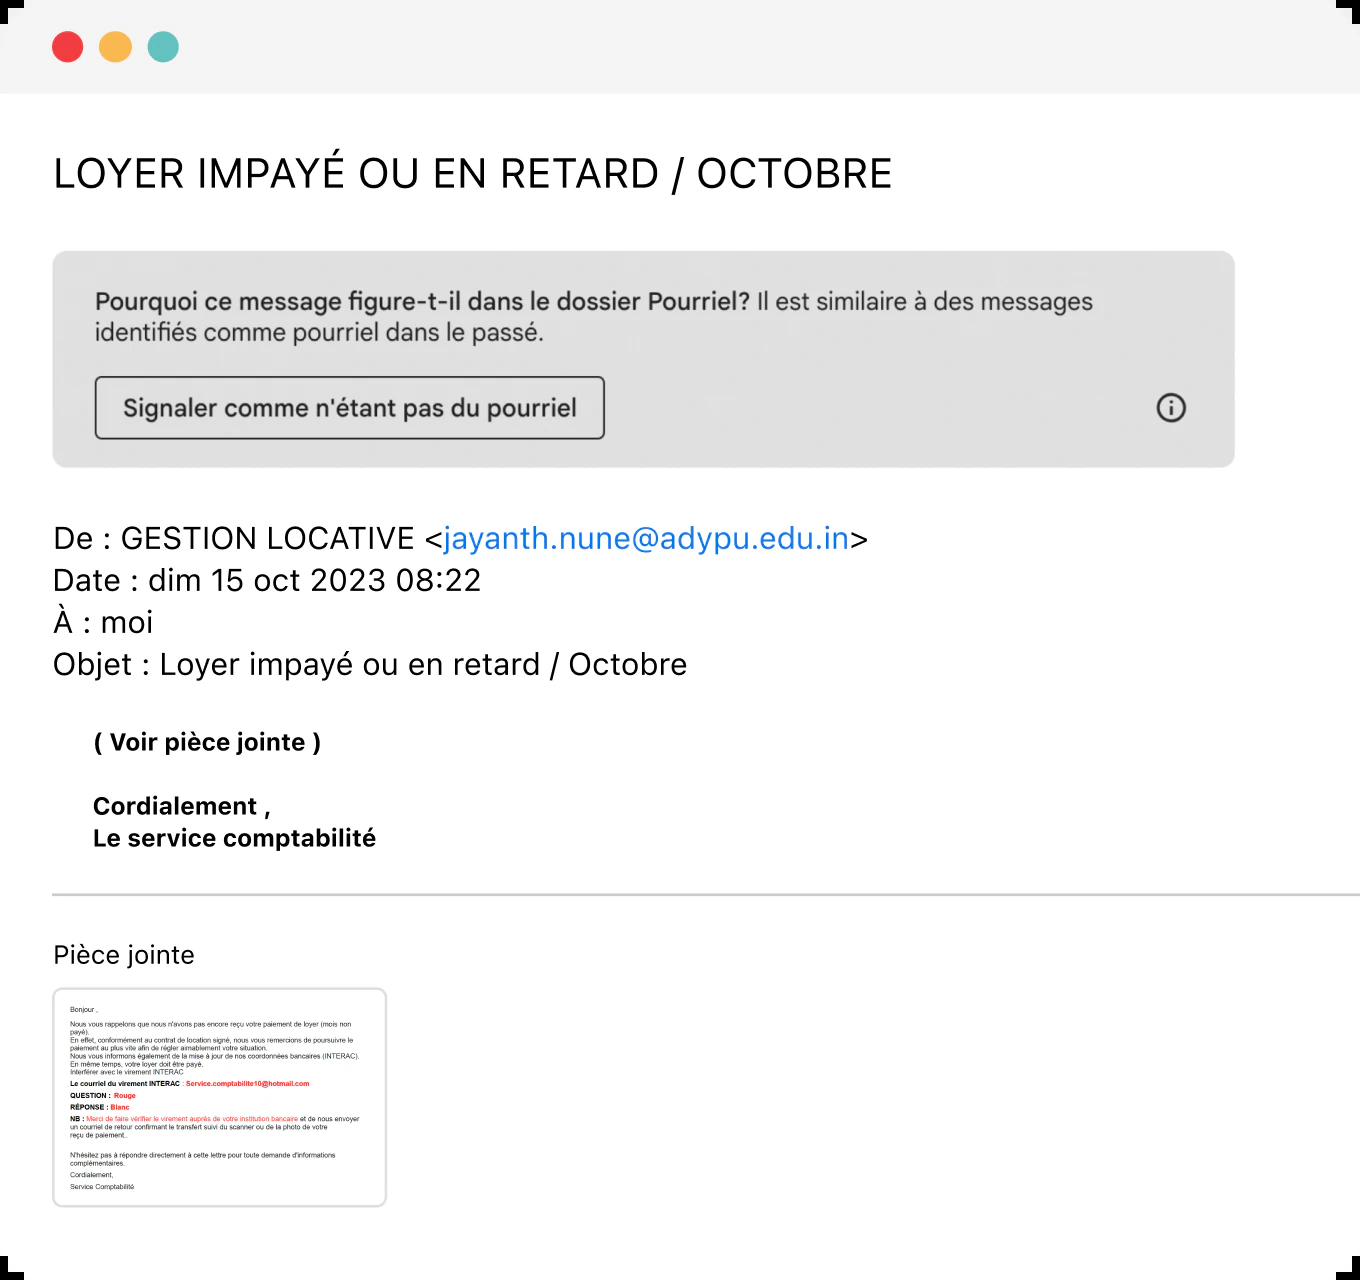 LOYER IMPAYÉ OU EN RETARD / OCTOBRE
Pourquoi ce message figure-t-il dans le dossier Pourriel? Il est similaire à des messages
identifiés comme pourriel dans le passé.
Signaler comme n'étant pas du pourriel
De : GESTION LOCATIVE <jayanth.nune@adypu.edu.in>
Date : dim 15 oct 2023 08:22
À : moi
Objet : Loyer impayé ou en retard / Octobre
( Voir pièce jointe )
Cordialement ,
Le service comptabilité
Pièce jointe
Bonjour ,
Nous vous rappelons que nous n'avons pas encore reçu votre paiement de loyer (mois non
payé).
En effet, conformément au contrat de location signé, nous vous remercions de poursuivre le
paiement au plus vite afin de régler aimablement votre situation.
Nous vous informons également de la mise à jour de nos coordonnées bancaires (INTERAC).
En même temps, votre loyer doit être payé.
Interférer avec le virement INTERAC
Le courriel du virement INTERAC : Service.comptabilite10@hotmail.com
QUESTION : Rouge
RÉPONSE : Blanc
NB : Merci de faire vérifier le virement auprès de votre institution bancaire et de nous envoyer
un courriel de retour confirmant le transfert suivi du scanner ou de la photo de votre
reçu de paiement..
N'hésitez pas à répondre directement à cette lettre pour toute demande d'informations
complémentaires.
Cordialement,
Service Comptabilité